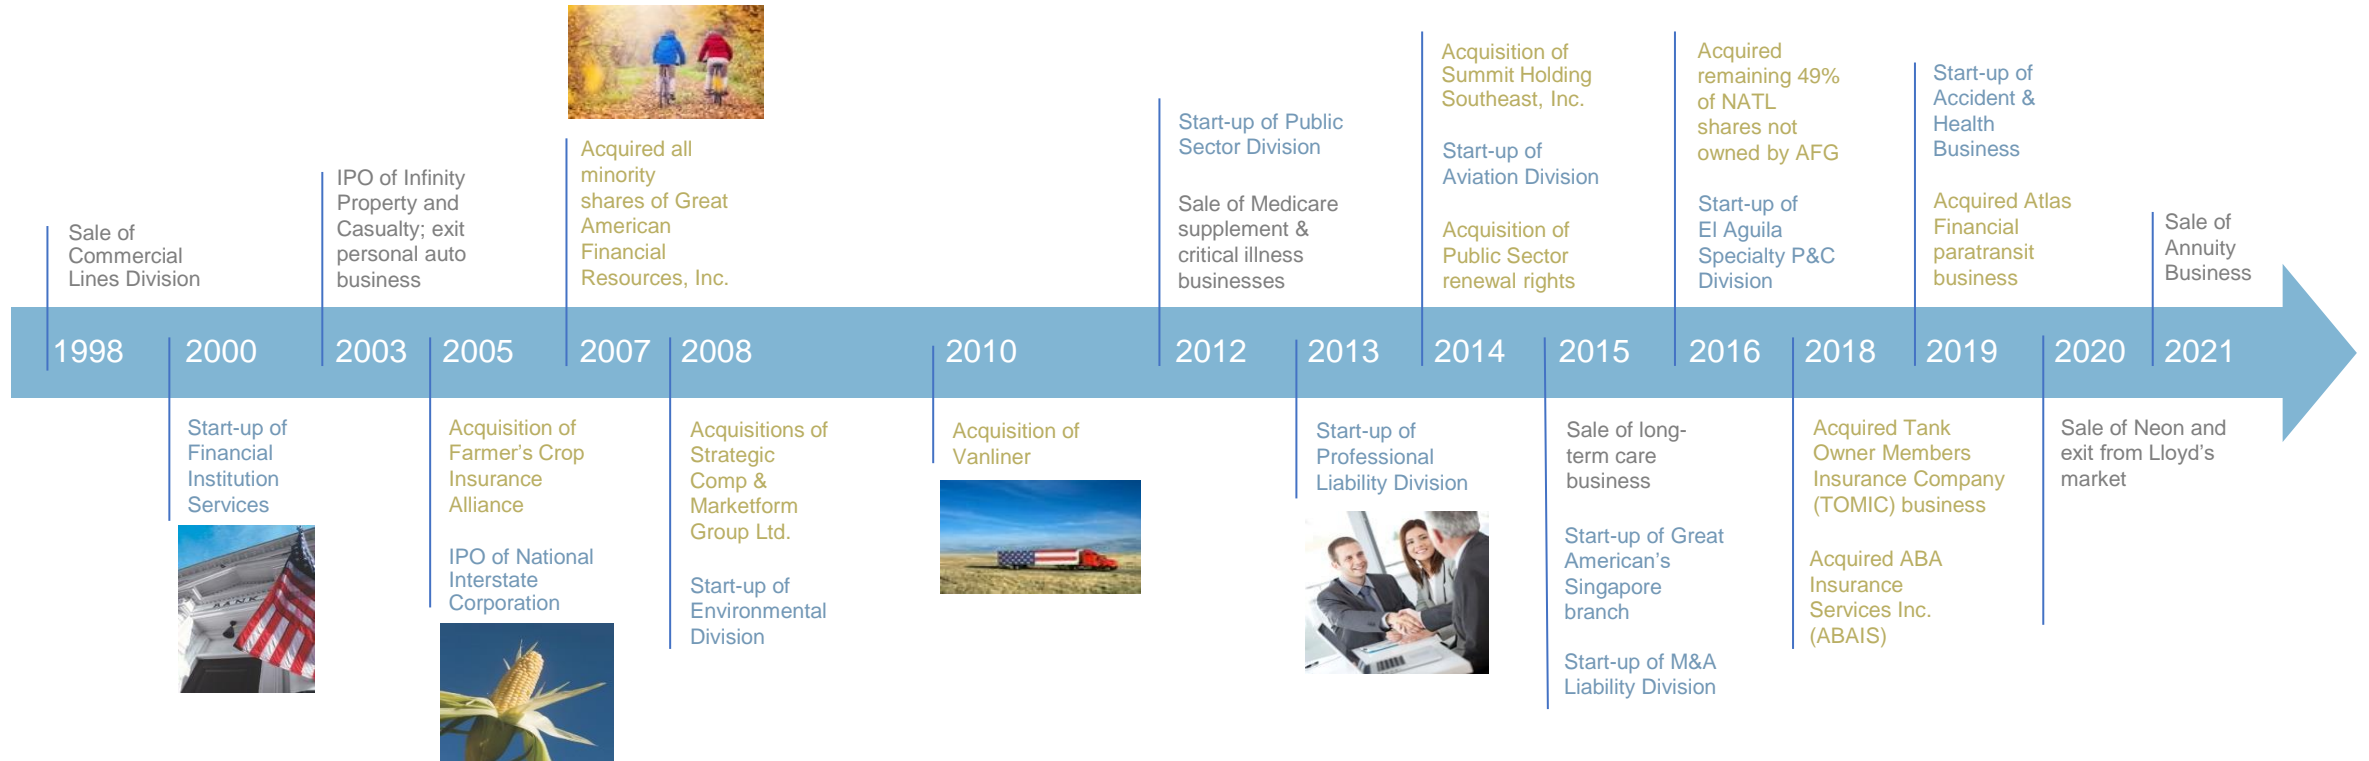 Sale of
Commercial
Lines Division
IPO of Infinity
Property and
Casualty; exit
personal auto
business
Acquired all
minority
shares of Great
American
Financial
Resources, Inc.
Start-up of Public
Sector Division
Sale of Medicare
supplement &
critical illness
businesses
Acquisition of
Summit Holding
Southeast, Inc.
Start-up of
Aviation Division
Acquisition of
Public Sector
renewal rights
Acquired
remaining 49%
of NATL
shares not
owned by AFG
Start-up of
El Aguila
Specialty P&C
Division
Start-up of
Accident &
Health
Business
Acquired Atlas
Financial
paratransit
business
Sale of
Annuity
Business
1998 2000 2003 2005 2007 2008 2010 2012 2013 2014 2015 2016 2018 2019 2020 2021
Start-up of
Financial
Institution
Services
BANK
Acquisition of
Farmer's Crop
Insurance
Alliance
IPO of National
Interstate
Corporation
Acquisitions of
Strategic
Comp &
Marketform
Group Ltd.
Start-up of
Environmental
Division
Acquisition of
Vanliner
Start-up of
Professional
Liability Division
Sale of long-
term care
business
Start-up of Great
American's
Singapore
branch
Start-up of M&A
Liability Division
Acquired Tank
Owner Members
Insurance Company
(TOMIC) business
Acquired ABA
Insurance
Services Inc.
(ABAIS)
Sale of Neon and
exit from Lloyd's
market